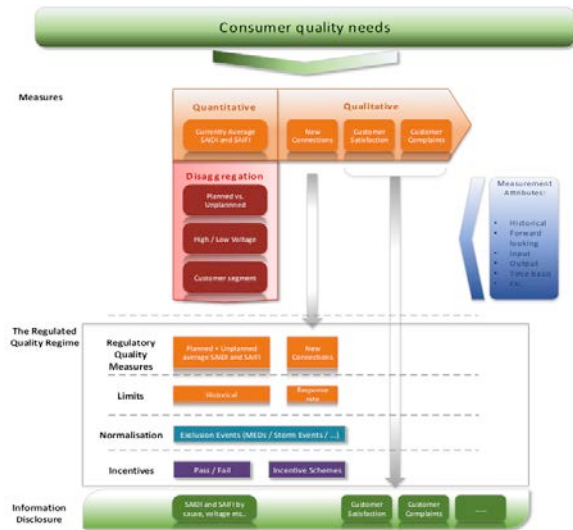 Consumer quality needs
Measures
Quantitative
Qualitative
Currently Average
SAIDI and SAIFI
New
Connections
Customer
Satisfaction
Customer
Complaints
Disaggregation
Planned vs.
Unplannned
High / Low Voltage
Customer segment
Measurement
Attributes:
• Historical
• Forward
looking
• Input
• Output
• Time basis
• Etc.
The Regulated
Quality Regime
Regulatory
Quality
Measures
Planned + Unplanned
average SAIDI and SAIFI
New
Connections
Limits
Historical
Response
rate
Normalisation
Exclusion Events (MEDs / Storm Events / ...)
Incentives
Pass / Fail
Incentive Schemes
Information
Disclosure
SAIDI and SAIFI by
cause, voltage etc..
Customer
Satisfaction
Customer
Complaints
......